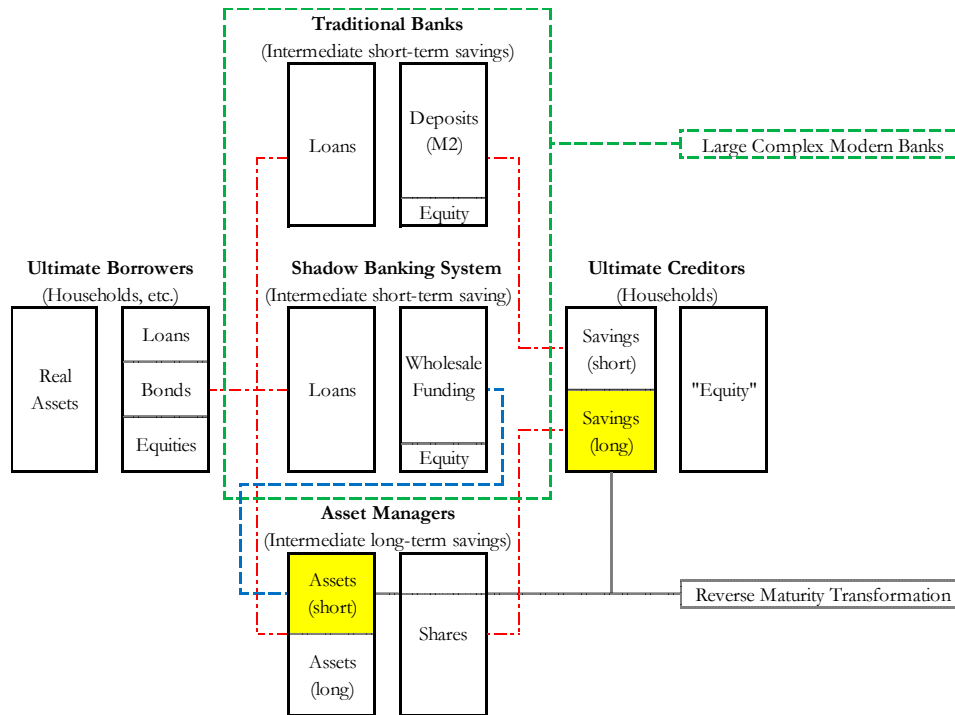 Traditional Banks
(Intermediate short-term savings)
Loans
Deposits
(M2)
Equity
Large Complex Modern Banks
Ultimate Borrowers
(Households, etc.)
Real
Assets
Loans
Bonds
Equities
Shadow Banking System
(Intermediate short-term saving)
Loans
Wholesale
Funding
Equity
Ultimate Creditors
(Households)
Savings
(short)
Savings
(long)
"Equity"
Asset Managers
(Intermediate long-term savings)
Assets
(short)
Assets
(long)
Shares
Reverse Maturity Transformation